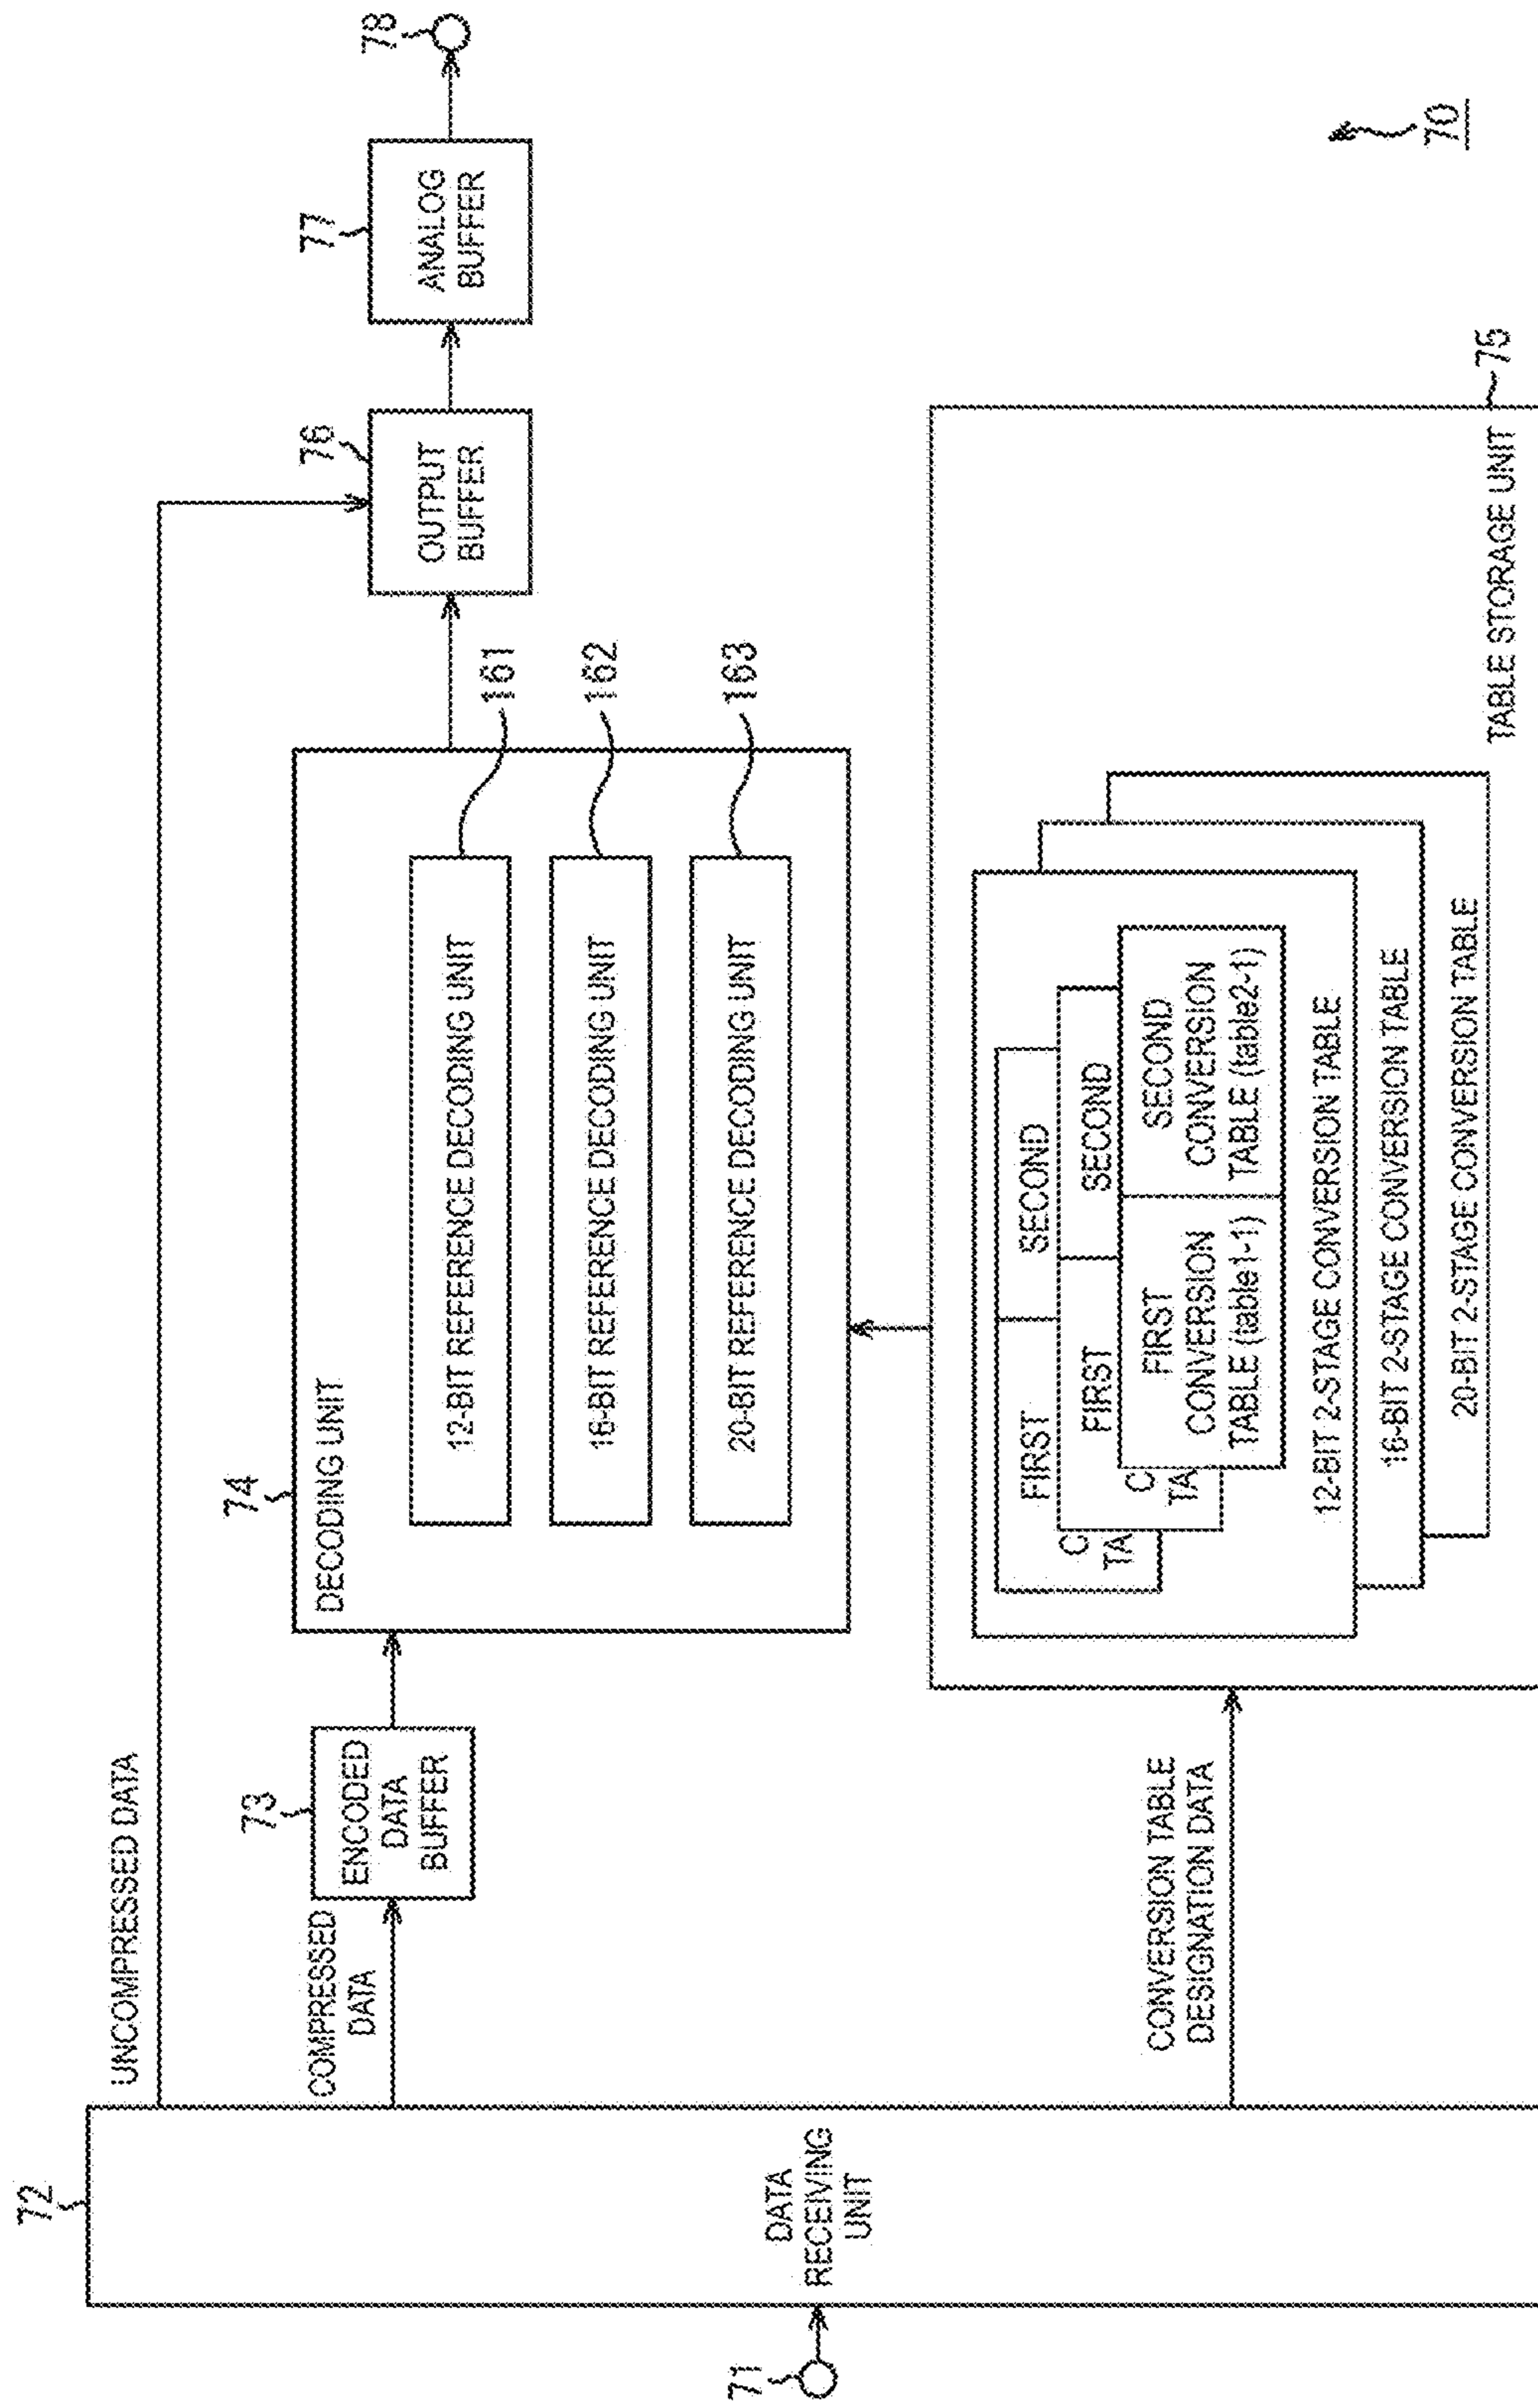 71
72
DATA
RECEIVING
UNIT
UNCOMPRESSED DATA
COMPRESSED
DATA
CONVERSION TABLE
DESIGNATION DATA
73
ENCODED
DATA
BUFFER
74
DECODING UNIT
12-BIT REFERENCE DECODING UNIT
16-BIT REFERENCE DECODING UNIT
20-BIT REFERENCE DECODING UNIT
161
162
163
FIRST
SECOND
C
TA
FIRST
SECOND
C
TA
FIRST
CONVERSION
TABLE (table1-1)
SECOND
CONVERSION
TABLE (table2-1)
12-BIT 2-STAGE CONVERSION TABLE
16-BIT 2-STAGE CONVERSION TABLE
20-BIT 2-STAGE CONVERSION TABLE
TABLE STORAGE UNIT
75
76
OUTPUT
BUFFER
77
ANALOG
BUFFER
78
70